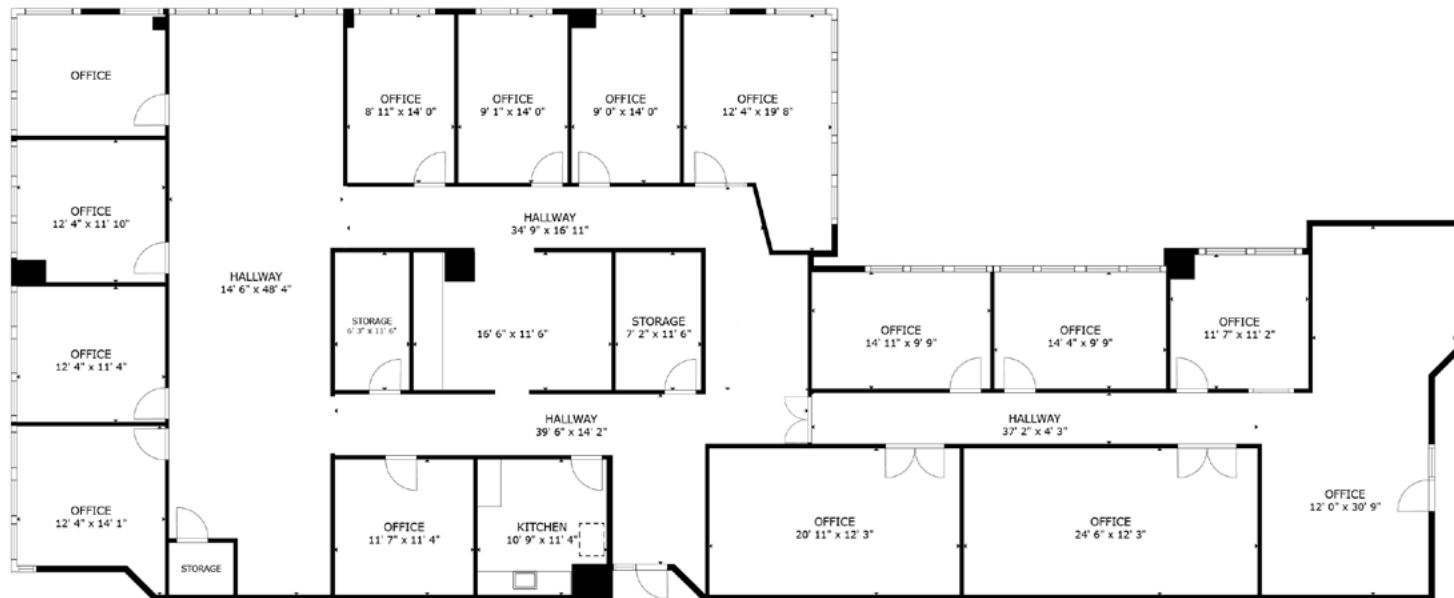 OFFICE
OFFICE
8' 11" x 14' 0"
OFFICE
9' 1" x 14' 0"
OFFICE
9' 0" x 14' 0"
OFFICE
12' 4" x 19' 8"
OFFICE
12' 4" x 11' 10"
HALLWAY
34' 9" x 16' 11"
HALLWAY
14' 6" x 48' 4"
STORAGE
6' 3" x 11' 6"
16' 6" x 11' 6"
STORAGE
7' 2" x 11' 6"
OFFICE
14' 11" x 9' 9"
OFFICE
14' 4" x 9' 9"
OFFICE
11' 7" x 11' 2"
OFFICE
12' 4" x 11' 4"
HALLWAY
39' 6" x 14' 2"
HALLWAY
37' 2" x 4' 3"
OFFICE
12' 4" x 14' 1"
OFFICE
11' 7" x 11' 4"
KITCHEN
10' 9" x 11' 4"
OFFICE
20' 11" x 12' 3"
OFFICE
24' 6" x 12' 3"
OFFICE
12' 0" x 30' 9"
STORAGE